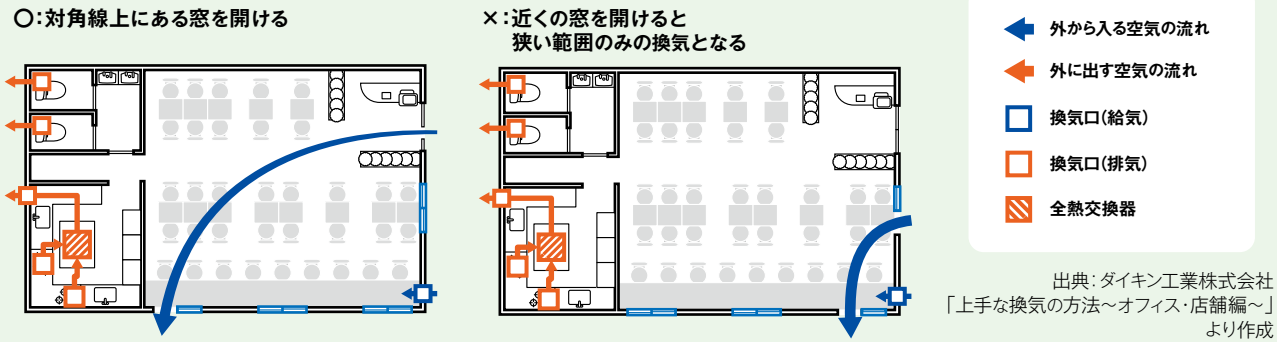 ○:対角線上にある窓を開ける
×:近くの窓を開けると
狭い範囲のみの換気となる
外から入る空気の流れ
外に出す空気の流れ
換気口(給気)
換気口(排気)
全熱交換器
出典:ダイキン工業株式会社
「上手な換気の方法～オフィス・店舗編～」
より作成